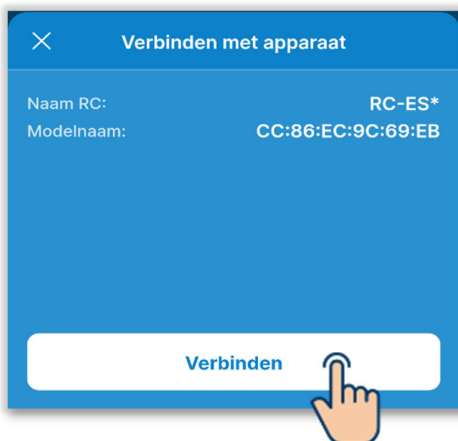 Verbinden met apparaat
Naam RC: RC-ES*
Modelnaam: CC:86:EC:9C:69:EB
Verbinden